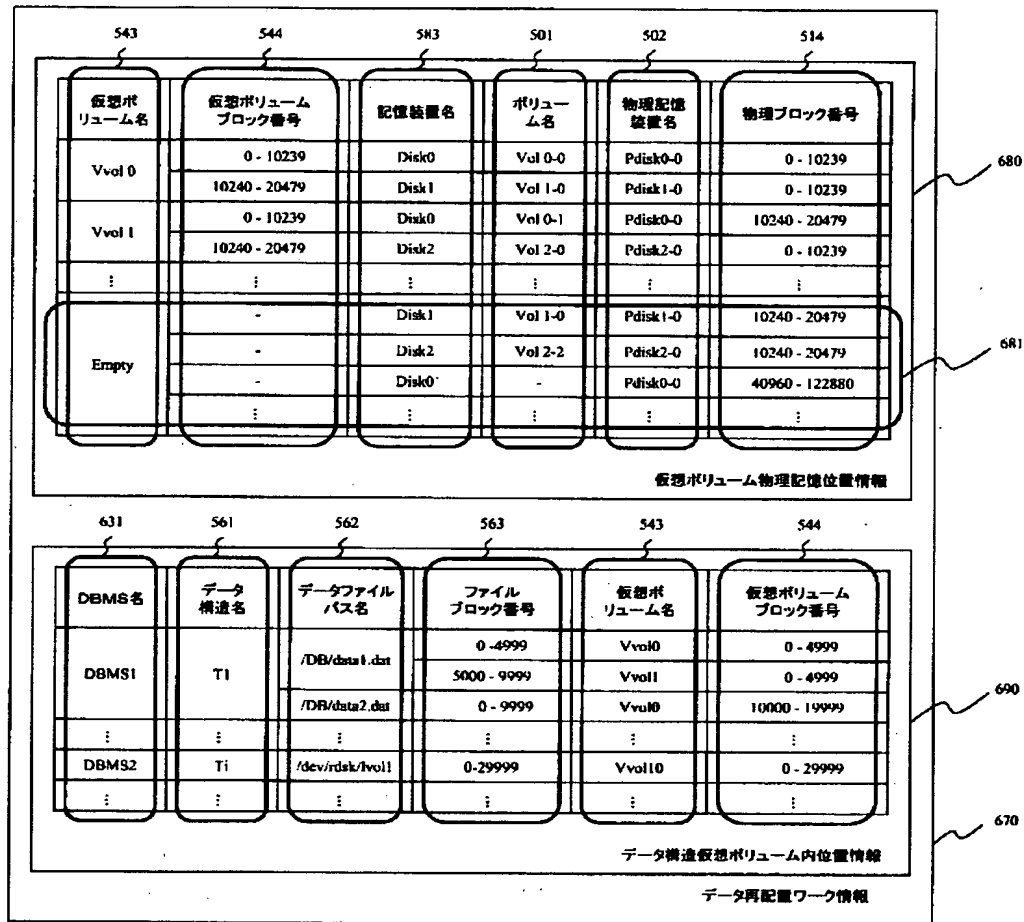 543 544 583 501 502 514
仮想ボリューム名 仮想ボリュームブロック番号 記憶装置名 ボリューム名 物理記憶装置名 物理ブロック番号
Vvol 0 0 - 10239 Disk0 Vol 0-0 Pdisk0-0 0 - 10239
10240 - 20479 Disk1 Vol 1-0 Pdisk1-0 0 - 10239
680
Vvol 1 0 - 10239 Disk0 Vol 0-1 Pdisk0-0 10240 - 20479
10240 - 20479 Disk2 Vol 2-0 Pdisk2-0 0 - 10239
⋮ ⋮ ⋮ ⋮ ⋮ ⋮
Empty - Disk1 Vol 1-0 Pdisk1-0 10240 - 20479
- Disk2 Vol 2-2 Pdisk2-0 10240 - 20479
681
- Disk0 - Pdisk0-0 40960 - 122880
⋮ ⋮ ⋮ ⋮ ⋮
仮想ボリューム物理記憶位置情報
631 561 562 563 543 544
DBMS名 データ構造名 データファイルパス名 ファイルブロック番号 仮想ボリューム名 仮想ボリュームブロック番号
DBMS1 T1 /DB/data1.dat 0 -4999 Vvol0 0 - 4999
5000 - 9999 Vvol1 0 - 4999
/DB/data2.dat 0 - 9999 Vvol0 10000 - 19999
690
⋮ ⋮ ⋮ ⋮ ⋮ ⋮
DBMS2 Ti /dev/rdsk/lvol1 0-29999 Vvol10 0 - 29999
⋮ ⋮ ⋮ ⋮ ⋮ ⋮
670
データ構造仮想ボリューム内位置情報
データ再配置ワーク情報